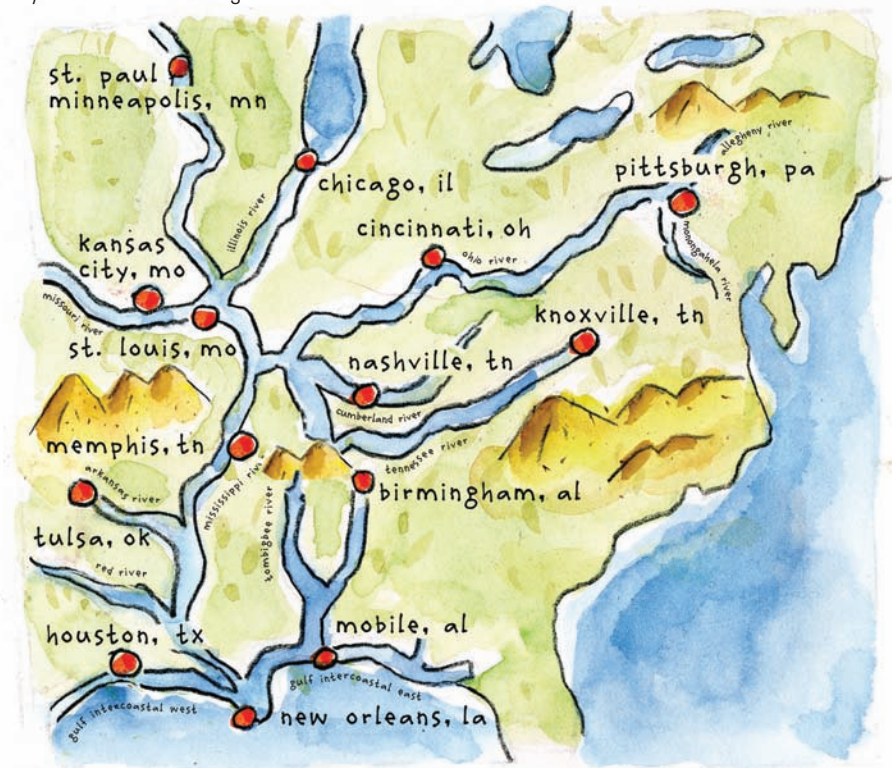 st. paul
minneapolis, mn
allegheny river
pittsburgh, pa
chicago, il
illinois river
cincinnati, oh
ohio river
monongahela river
kansas
city, mo
missouri river
knoxville, tn
st. louis, mo
nashville, tn
cumberland river
memphis, tn
tennessee river
arkansas river
mississippi
birmingham, al
tombigbee river
tulsa, ok
red river
houston, tx
mobile, al
gulf intercoastal east
gulf intercoastal west
new orleans, la